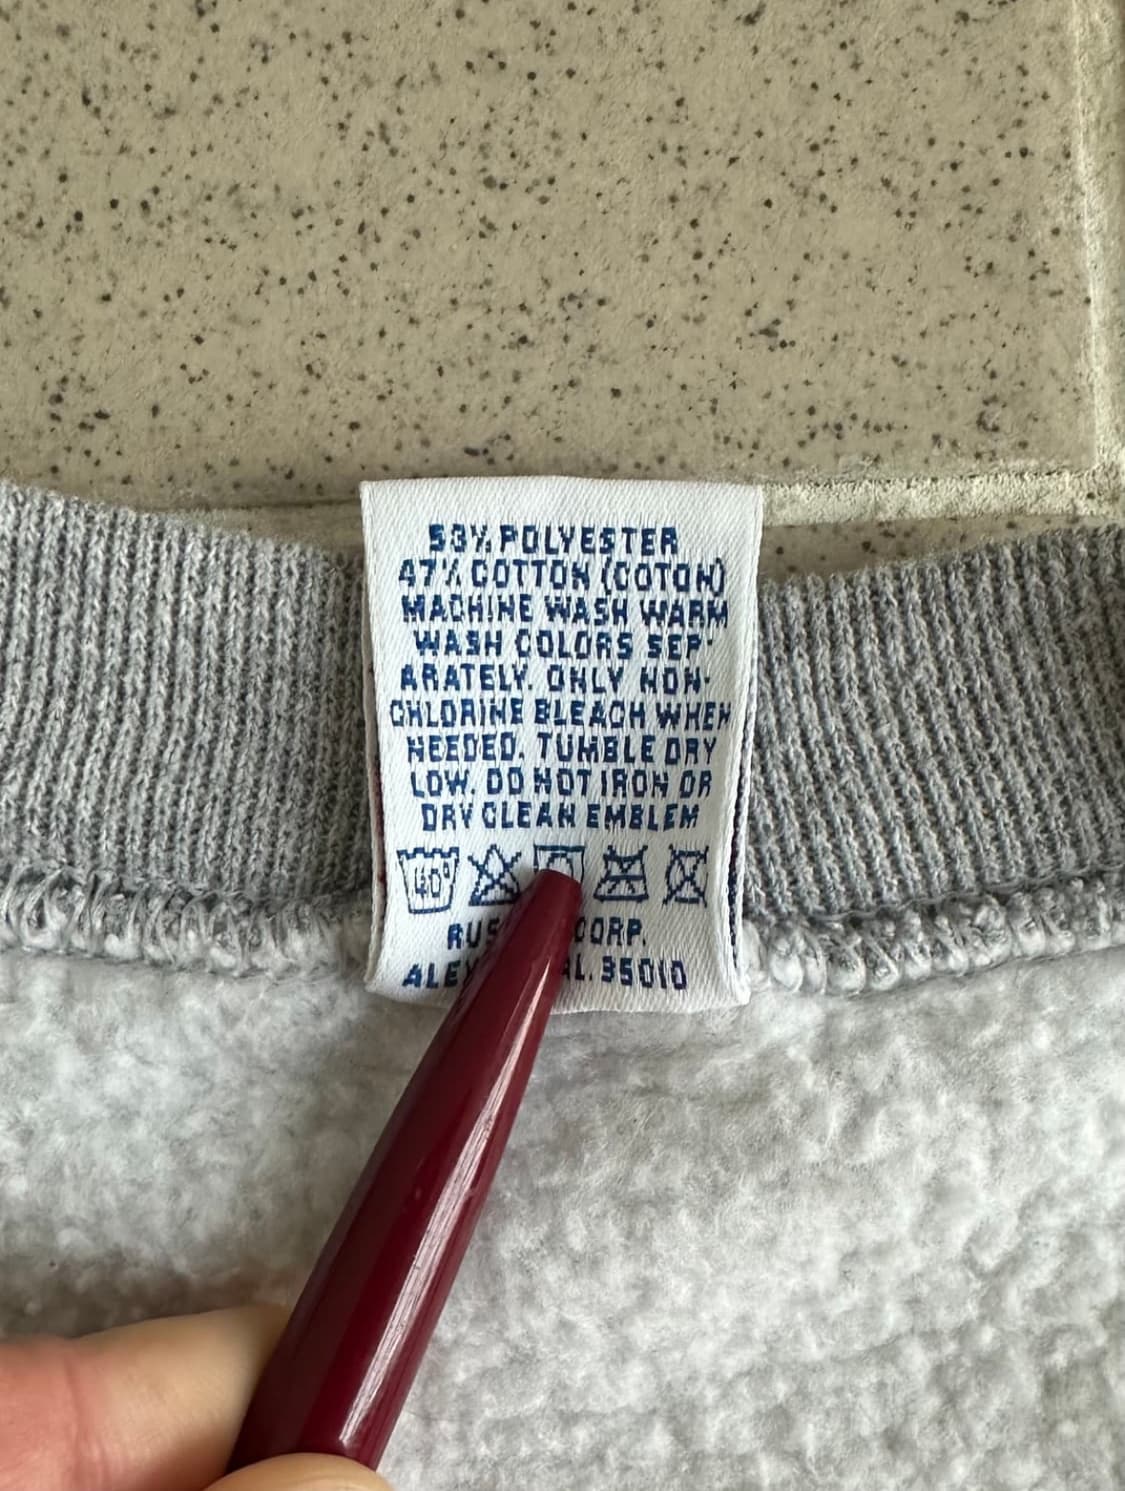 53% POLYESTER
47% COTTON (COTON)
MACHINE WASH WARM
WASH COLORS SEP-
ARATELY. ONLY NON-
CHLORINE BLEACH WHEN
NEEDED. TUMBLE DRY
LOW. DO NOT IRON OR
DRY CLEAN EMBLEM
40°
CORP.
35010